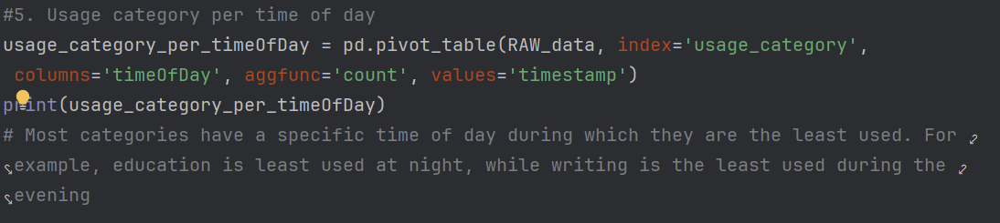 #5. Usage category per time of day
usage_category_per_timeOfDay = pd.pivot_table(RAW_data, index='usage_category',
columns='timeOfDay', aggfunc='count', values='timestamp')
print(usage_category_per_timeOfDay)
# Most categories have a specific time of day during which they are the least used. For
example, education is least used at night, while writing is the least used during the
evening